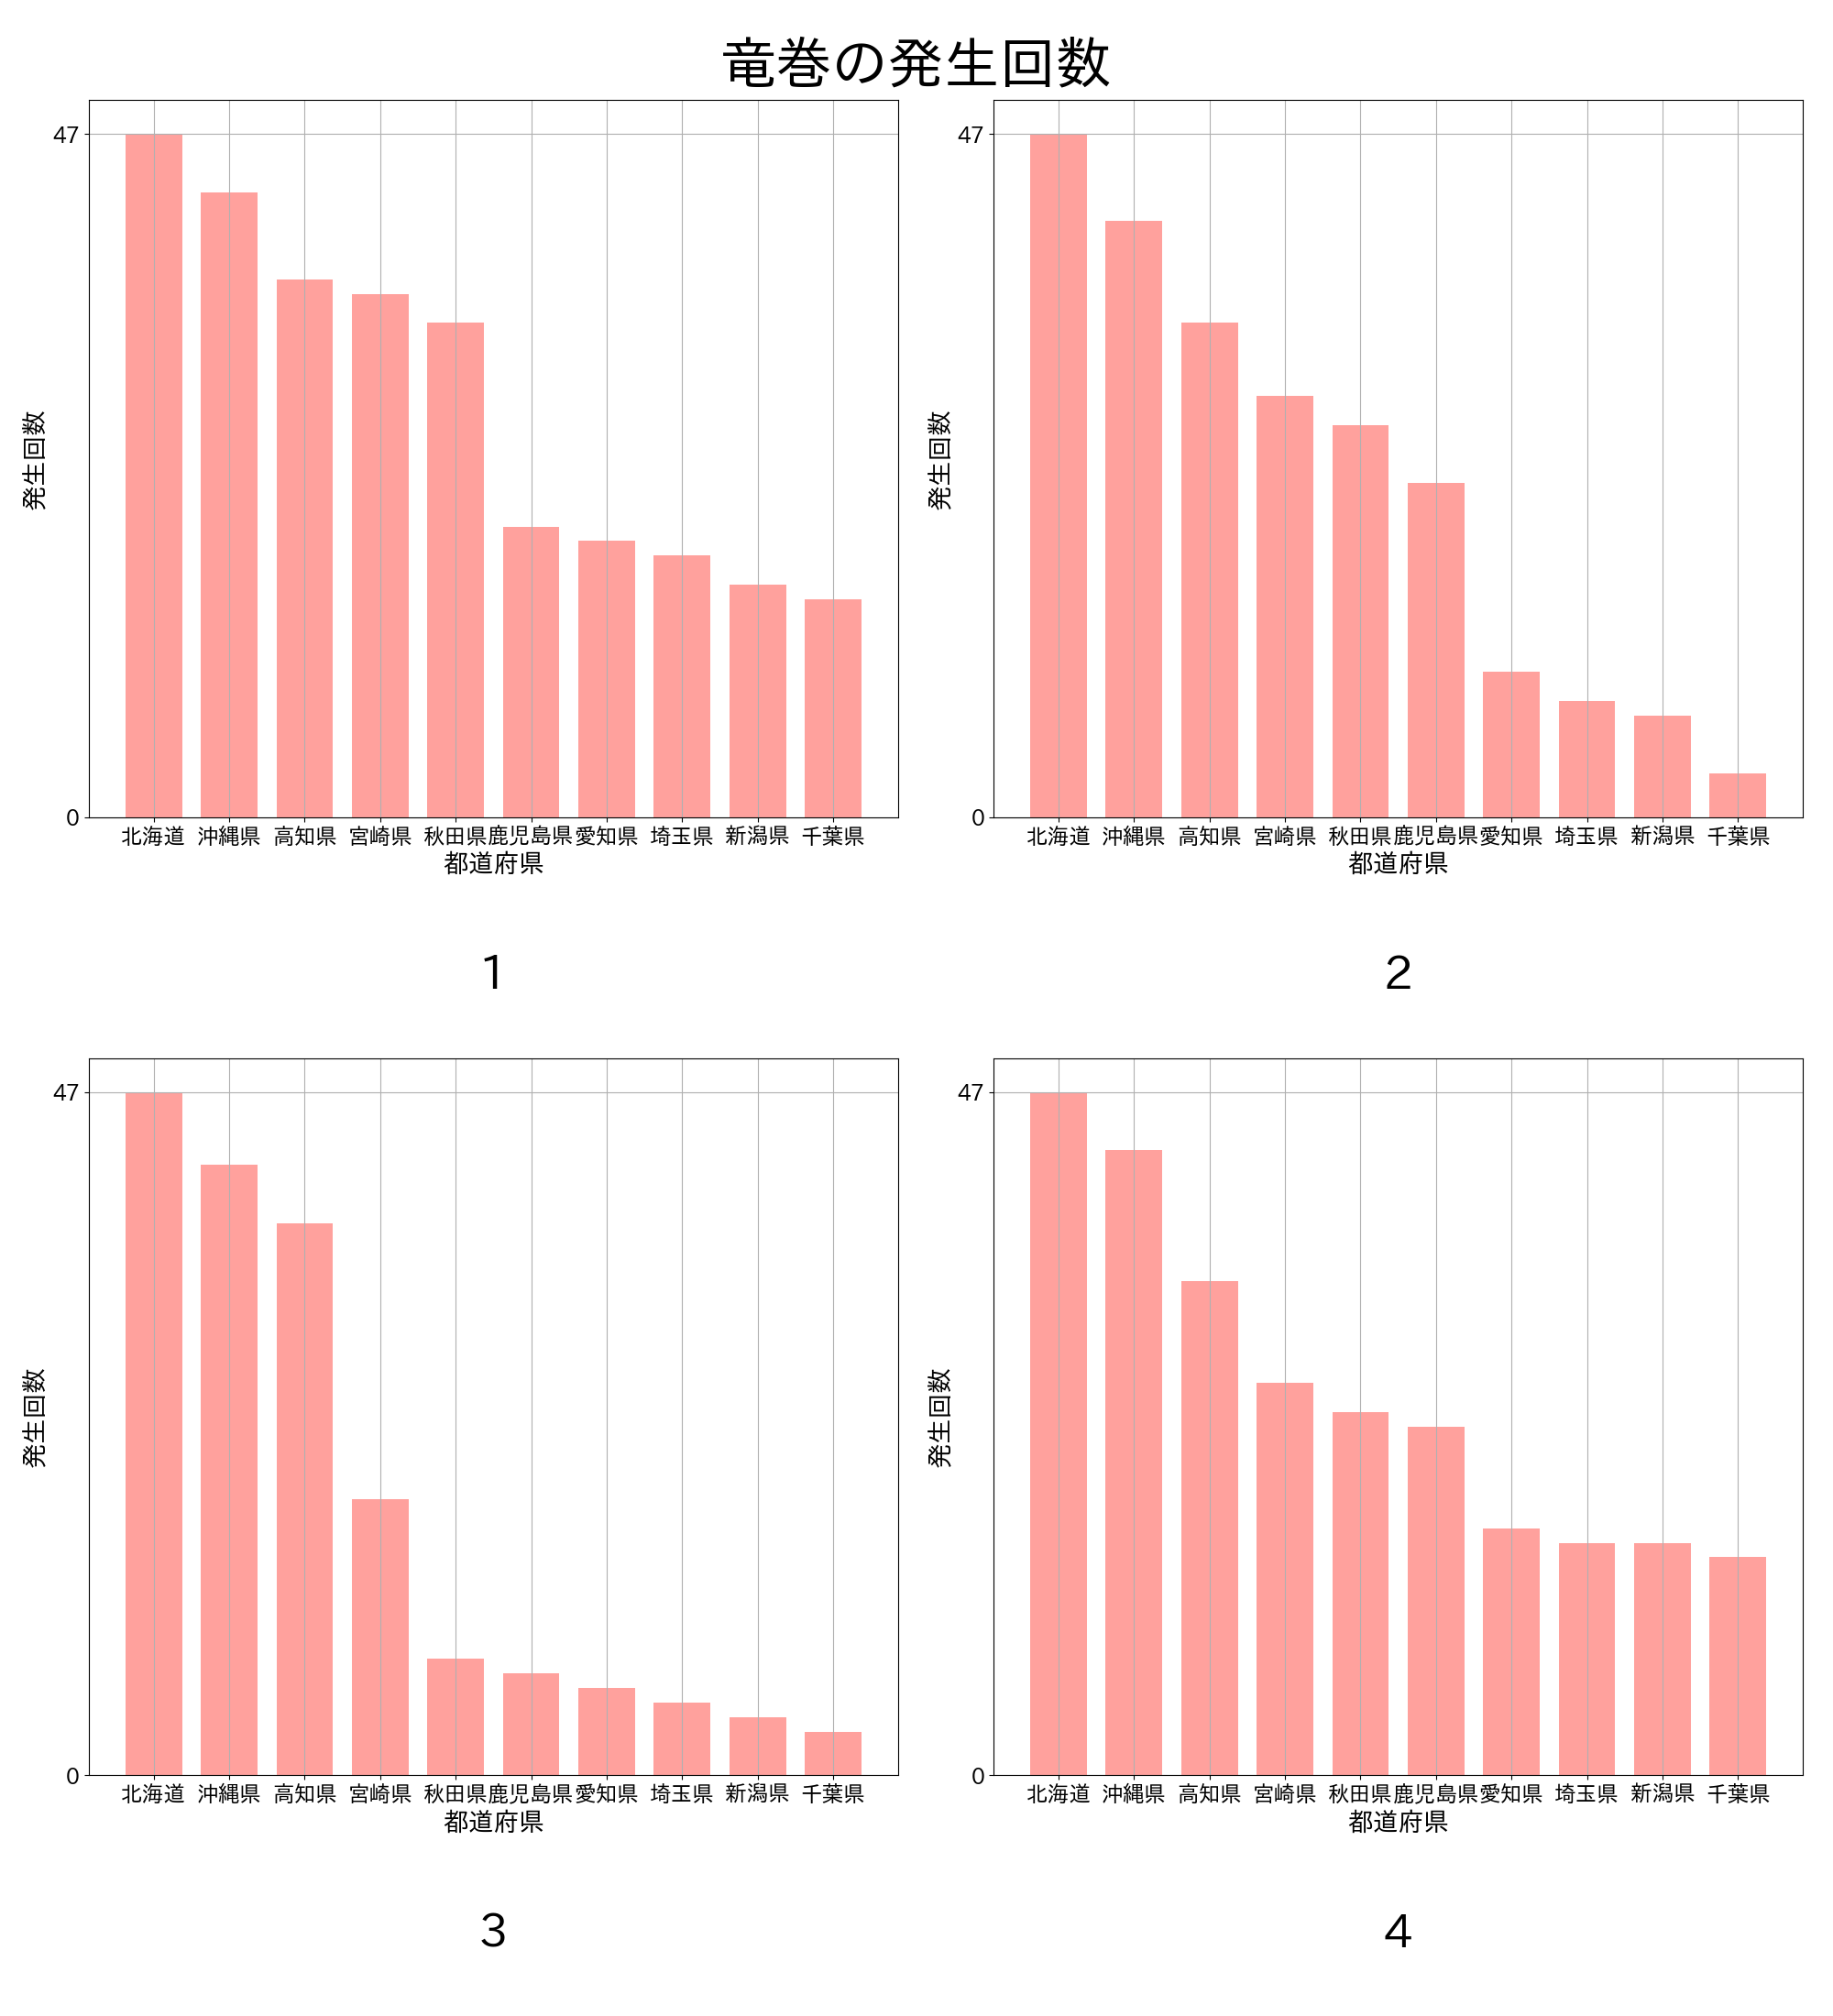 竜巻の発生回数
47
0
発生回数
北海道 沖縄県 高知県 宮崎県 秋田県 鹿児島県 愛知県 埼玉県 新潟県 千葉県
都道府県
1
47
0
発生回数
北海道 沖縄県 高知県 宮崎県 秋田県 鹿児島県 愛知県 埼玉県 新潟県 千葉県
都道府県
2
47
0
発生回数
北海道 沖縄県 高知県 宮崎県 秋田県 鹿児島県 愛知県 埼玉県 新潟県 千葉県
都道府県
3
47
0
発生回数
北海道 沖縄県 高知県 宮崎県 秋田県 鹿児島県 愛知県 埼玉県 新潟県 千葉県
都道府県
4